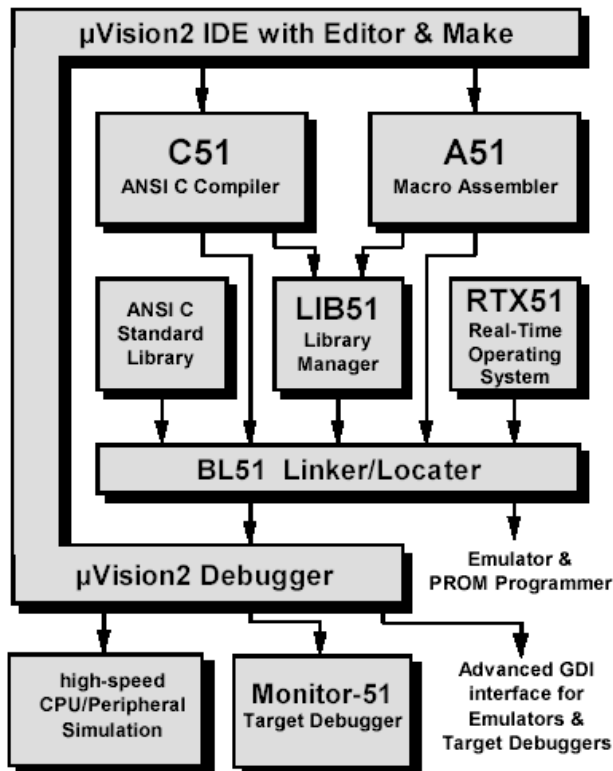 µVision2 IDE with Editor & Make
C51
ANSI C Compiler
A51
Macro Assembler
ANSI C
Standard
Library
LIB51
Library
Manager
RTX51
Real-Time
Operating
System
BL51 Linker/Locater
µVision2 Debugger
Emulator &
PROM Programmer
high-speed
CPU/Peripheral
Simulation
Monitor-51
Target Debugger
Advanced GDI
interface for
Emulators &
Target Debuggers